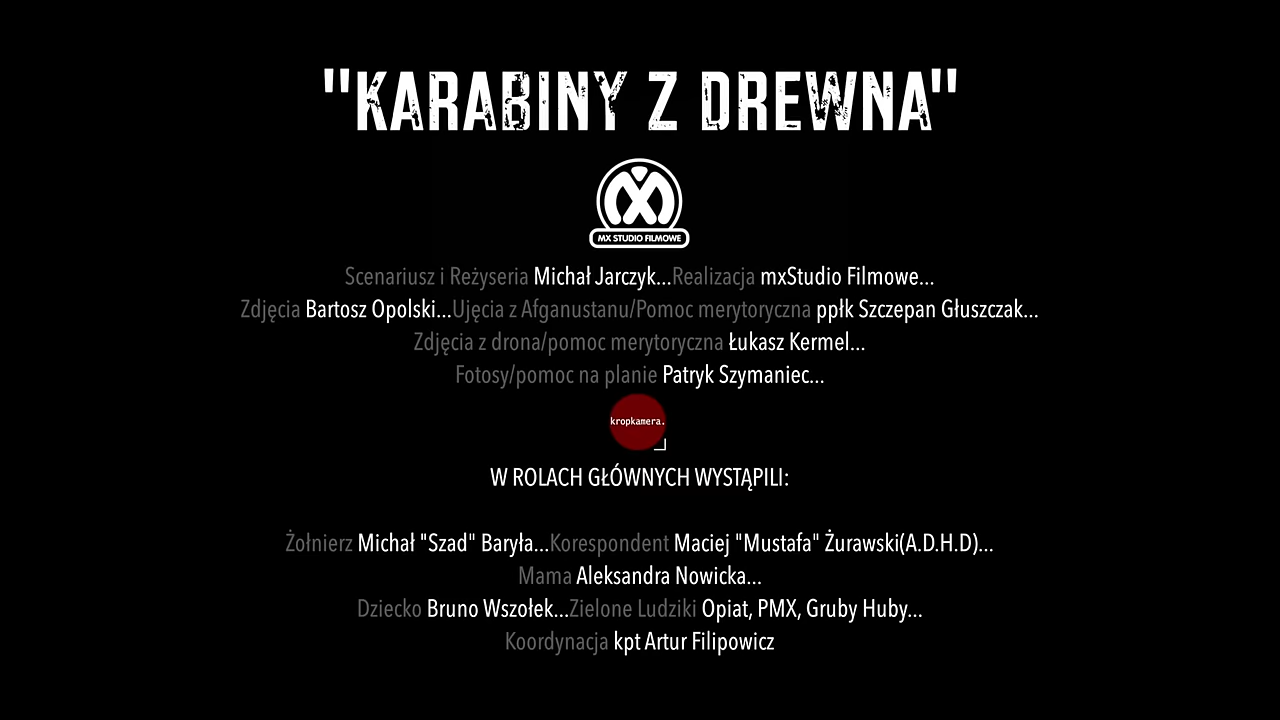 "KARABINY Z DREWNA"
MX STUDIO FILMOWE
Scenariusz i Reżyseria Michał Jarczyk...Realizacja mxStudio Filmowe...
Zdjęcia Bartosz Opolski...Ujęcia z Afganustanu/Pomoc merytoryczna ppłk Szczepan Głuszczak...
Zdjęcia z drona/pomoc merytoryczna Łukasz Kermel...
Fotosy/pomoc na planie Patryk Szymaniec...
kropkamera.
W ROLACH GŁÓWNYCH WYSTĄPILI:
Żołnierz Michał "Szad" Baryła...Korespondent Maciej "Mustafa" Żurawski(A.D.H.D)...
Mama Aleksandra Nowicka...
Dziecko Bruno Wszołek...Zielone Ludziki Opiat, PMX, Gruby Huby...
Koordynacja kpt Artur Filipowicz